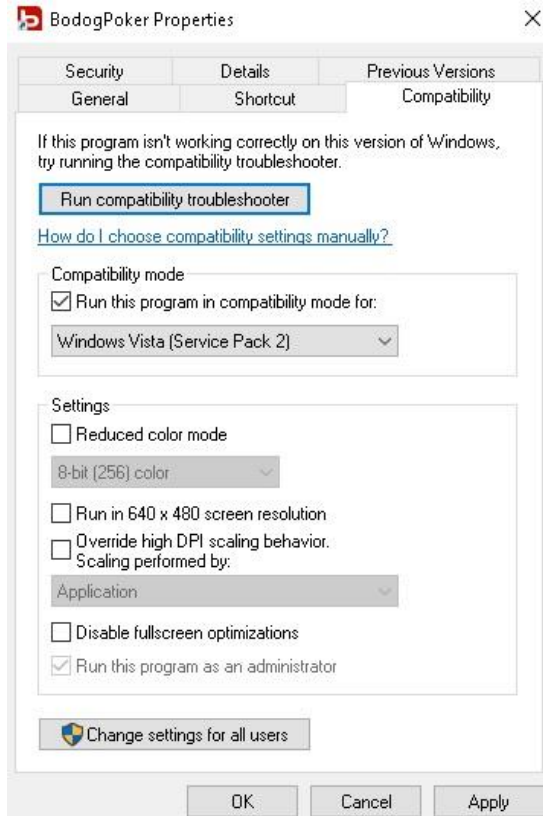 BodogPoker Properties
Security Details Previous Versions
General Shortcut Compatibility
If this program isn't working correctly on this version of Windows,
try running the compatibility troubleshooter.
Run compatibility troubleshooter
How do I choose compatibility settings manually?
Compatibility mode
Run this program in compatibility mode for:
Windows Vista (Service Pack 2)
Settings
Reduced color mode
8-bit (256) color
Run in 640 x 480 screen resolution
Override high DPI scaling behavior.
Scaling performed by:
Application
Disable fullscreen optimizations
Run this program as an administrator
Change settings for all users
OK Cancel Apply